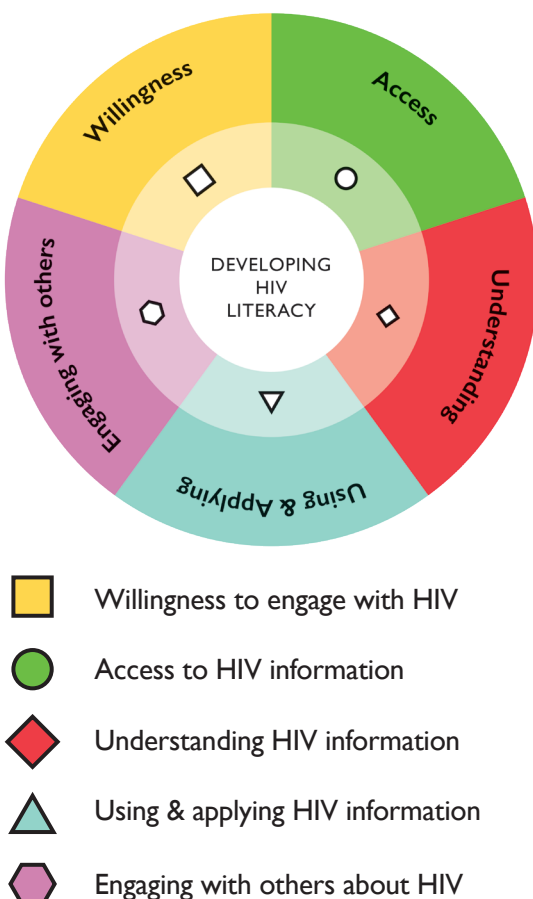 Willingness
Access
Understanding
Using & Applying
Engaging with others
DEVELOPING
HIV
LITERACY
Willingness to engage with HIV
Access to HIV information
Understanding HIV information
Using & applying HIV information
Engaging with others about HIV